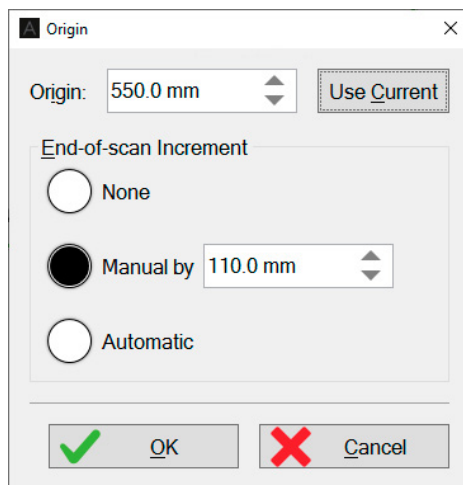 Origin
Origin: 550.0 mm Use Current
End-of-scan Increment
None
Manual by 110.0 mm
Automatic
OK Cancel